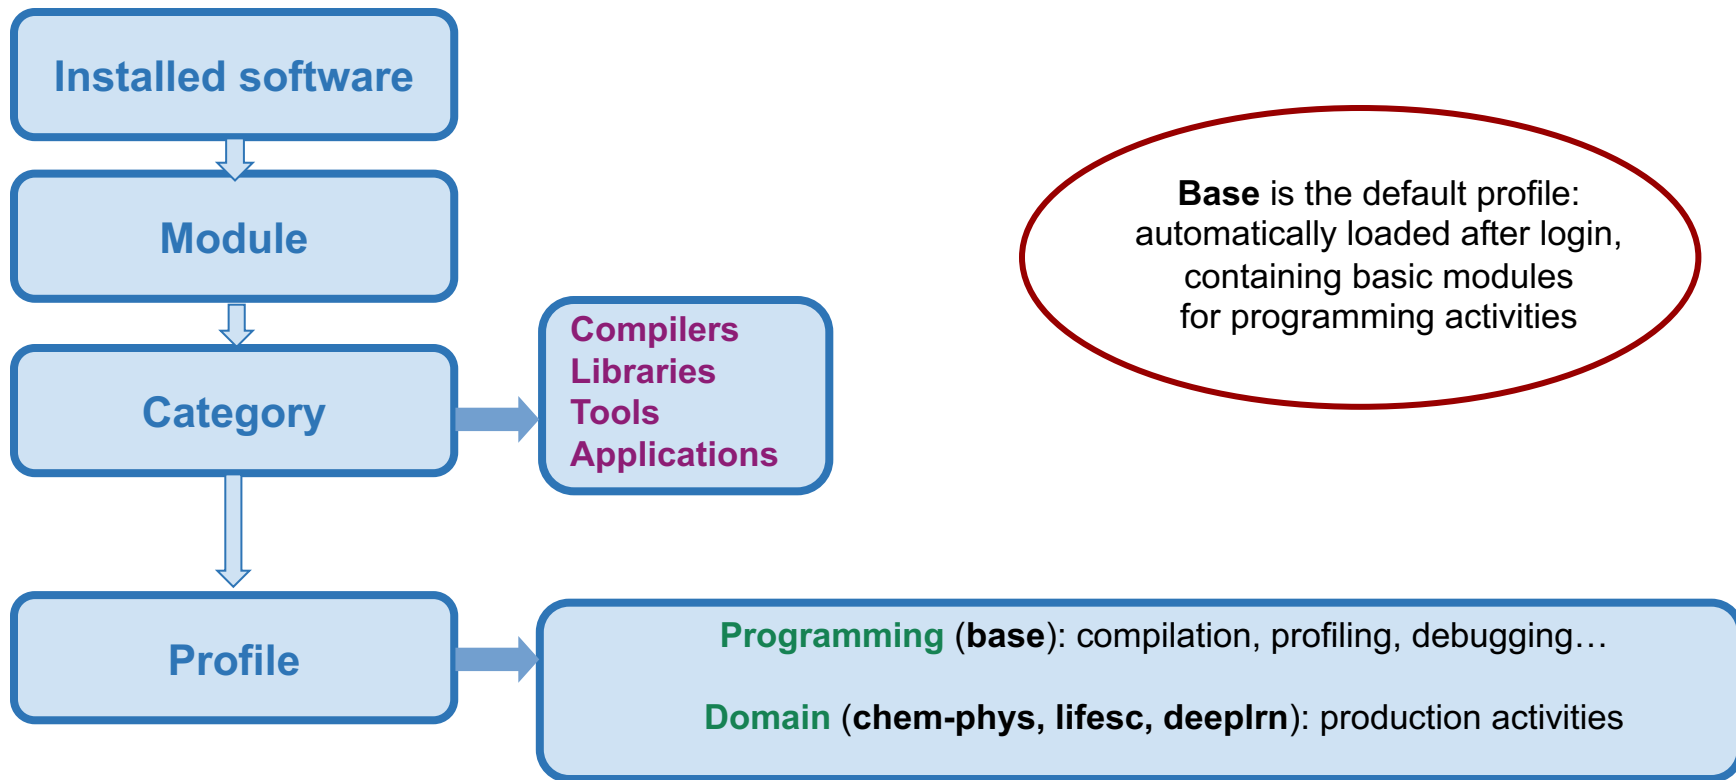 Installed software
Module
Category
Compilers
Libraries
Tools
Applications
Base is the default profile:
automatically loaded after login,
containing basic modules
for programming activities
Profile
Programming (base): compilation, profiling, debugging…
Domain (chem-phys, lifesc, deeplrn): production activities